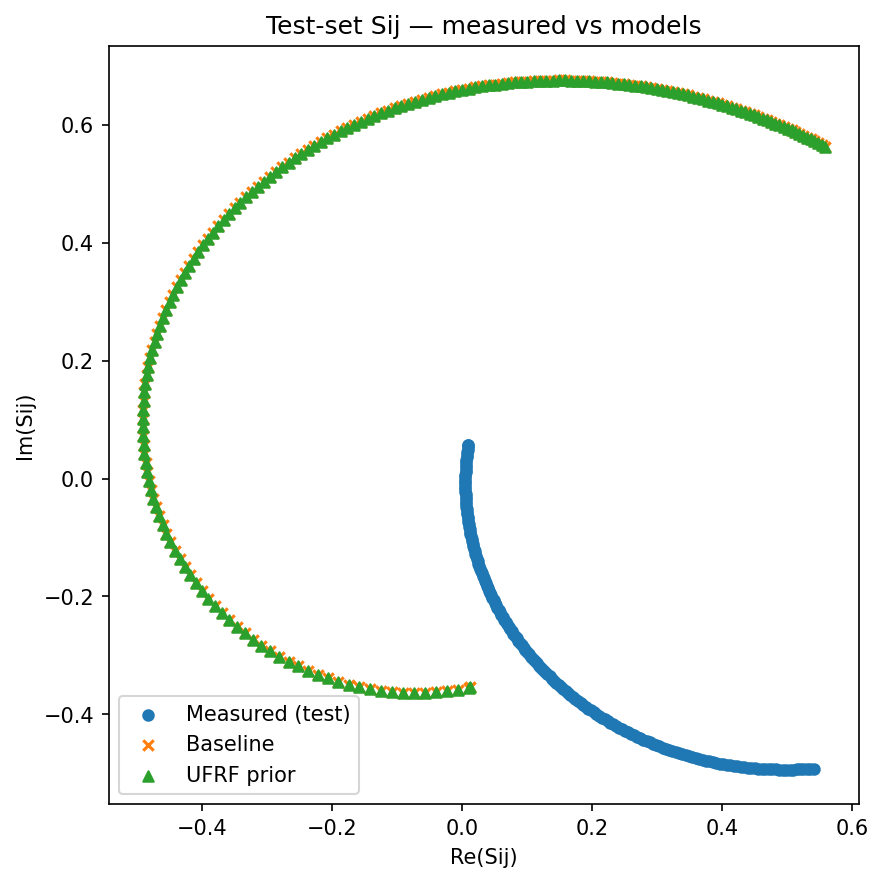 Test-set Sij — measured vs models
0.6
0.4
0.2
0.0
−0.2
−0.4
Im(Sij)
Measured (test)
Baseline
UFRF prior
−0.4
−0.2
0.0
0.2
0.4
0.6
Re(Sij)